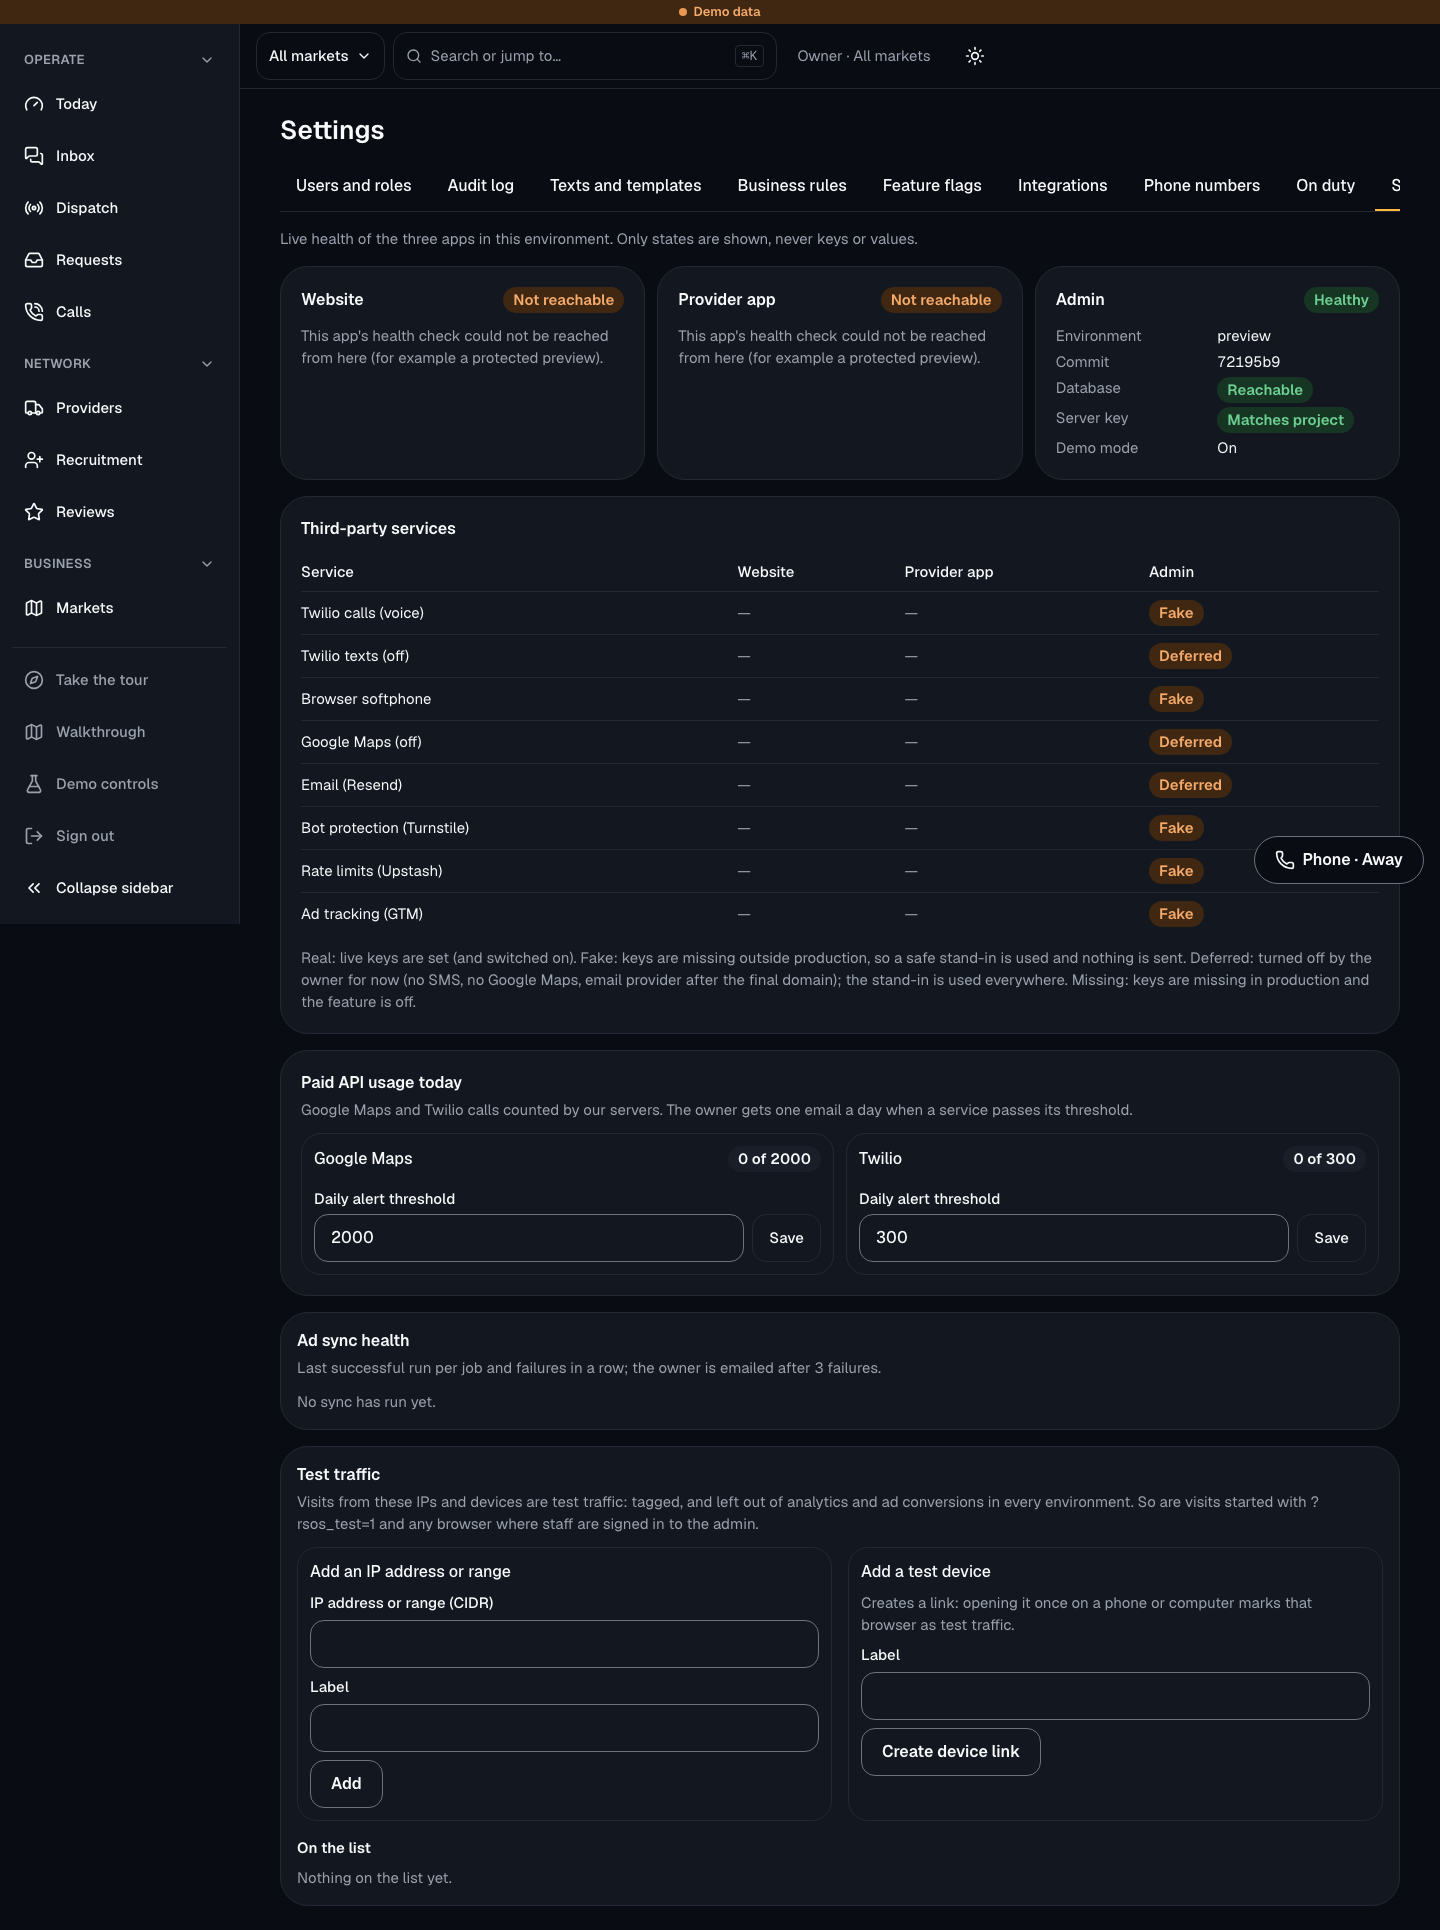 Demo data
OPERATE
Today
Inbox
Dispatch
Requests
Calls
NETWORK
Providers
Recruitment
Reviews
BUSINESS
Markets
Take the tour
Walkthrough
Demo controls
Sign out
Collapse sidebar
All markets
Search or jump to…
⌘K
Owner · All markets
Settings
Users and roles
Audit log
Texts and templates
Business rules
Feature flags
Integrations
Phone numbers
On duty
S
Live health of the three apps in this environment. Only states are shown, never keys or values.
Website
Not reachable
This app's health check could not be reached
from here (for example a protected preview).
Provider app
Not reachable
This app's health check could not be reached
from here (for example a protected preview).
Admin
Healthy
Environment preview
Commit 72195b9
Database Reachable
Server key Matches project
Demo mode On
Third-party services
Service Website Provider app Admin
Twilio calls (voice) — — Fake
Twilio texts (off) — — Deferred
Browser softphone — — Fake
Google Maps (off) — — Deferred
Email (Resend) — — Deferred
Bot protection (Turnstile) — — Fake
Rate limits (Upstash) — — Fake
Ad tracking (GTM) — — Fake
Phone · Away
Real: live keys are set (and switched on). Fake: keys are missing outside production, so a safe stand-in is used and nothing is sent. Deferred: turned off by the
owner for now (no SMS, no Google Maps, email provider after the final domain); the stand-in is used everywhere. Missing: keys are missing in production and
the feature is off.
Paid API usage today
Google Maps and Twilio calls counted by our servers. The owner gets one email a day when a service passes its threshold.
Google Maps
0 of 2000
Daily alert threshold
2000
Save
Twilio
0 of 300
Daily alert threshold
300
Save
Ad sync health
Last successful run per job and failures in a row; the owner is emailed after 3 failures.
No sync has run yet.
Test traffic
Visits from these IPs and devices are test traffic: tagged, and left out of analytics and ad conversions in every environment. So are visits started with ?
rsos_test=1 and any browser where staff are signed in to the admin.
Add an IP address or range
IP address or range (CIDR)
Label
Add
Add a test device
Creates a link: opening it once on a phone or computer marks that
browser as test traffic.
Label
Create device link
On the list
Nothing on the list yet.